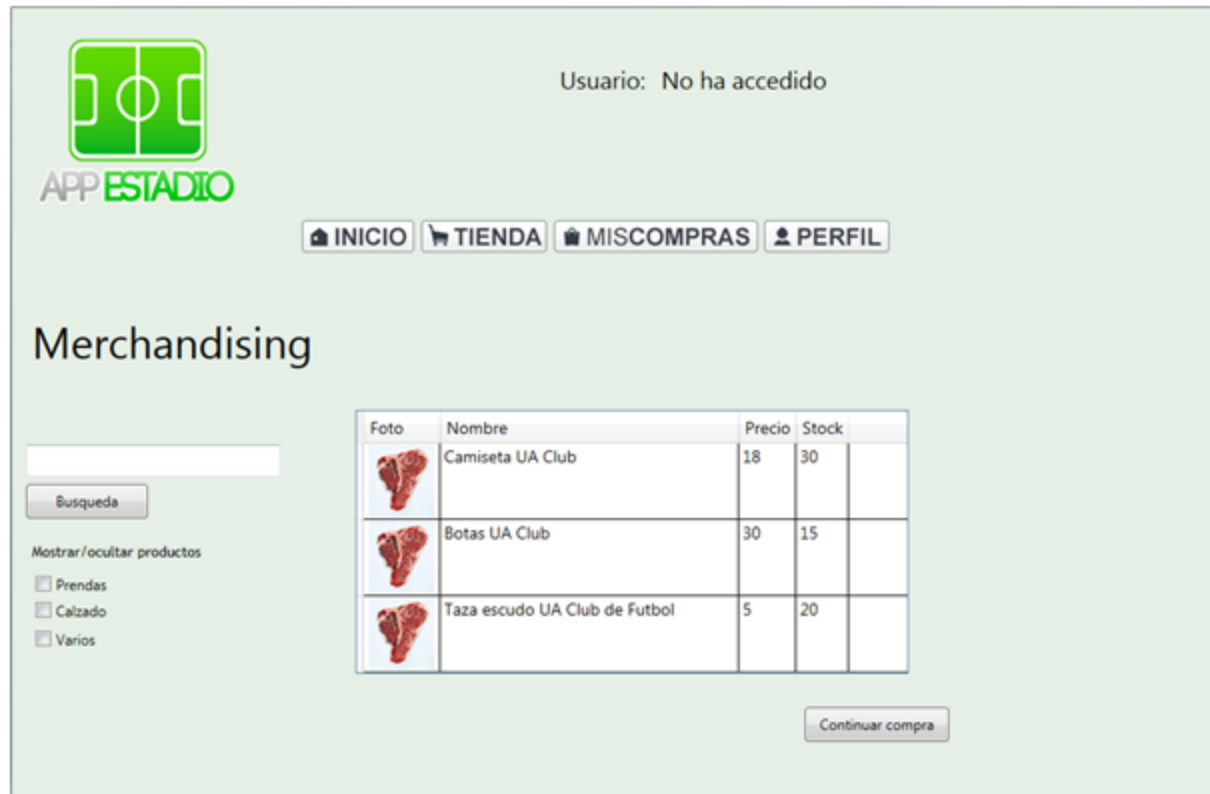 Usuario: No ha accedido
APP ESTADIO
INICIO TIENDA MISCOMPRAS PERFIL
Merchandising
Busqueda
Mostrar/ocultar productos
Prendas
Calzado
Varios
Foto Nombre Precio Stock
Camiseta UA Club 18 30
Botas UA Club 30 15
Taza escudo UA Club de Futbol 5 20
Continuar compra